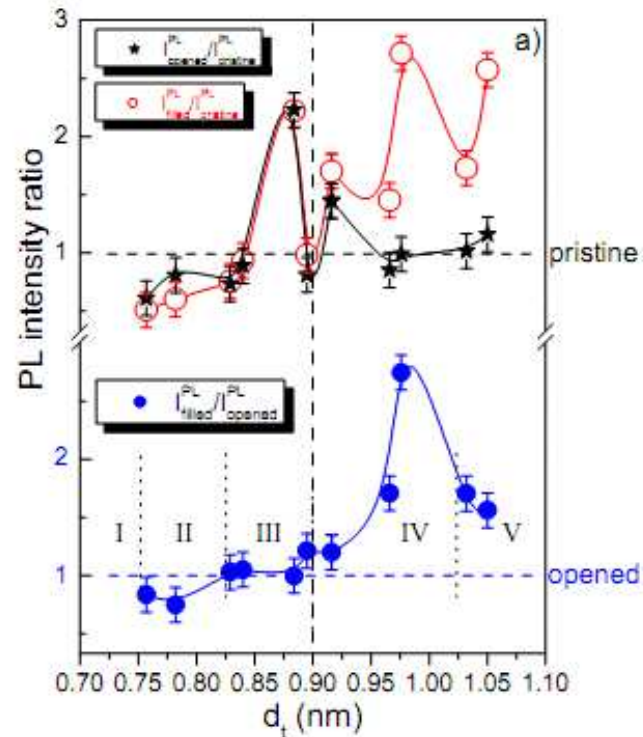 a)
I^PL_opened/I^PL_pristine
I^PL_filled/I^PL_pristine
3
2
1
pristine
PL intensity ratio
I^PL_filled/I^PL_opened
2
I II III IV V
1
opened
0.70 0.75 0.80 0.85 0.90 0.95 1.00 1.05 1.10
d_t (nm)